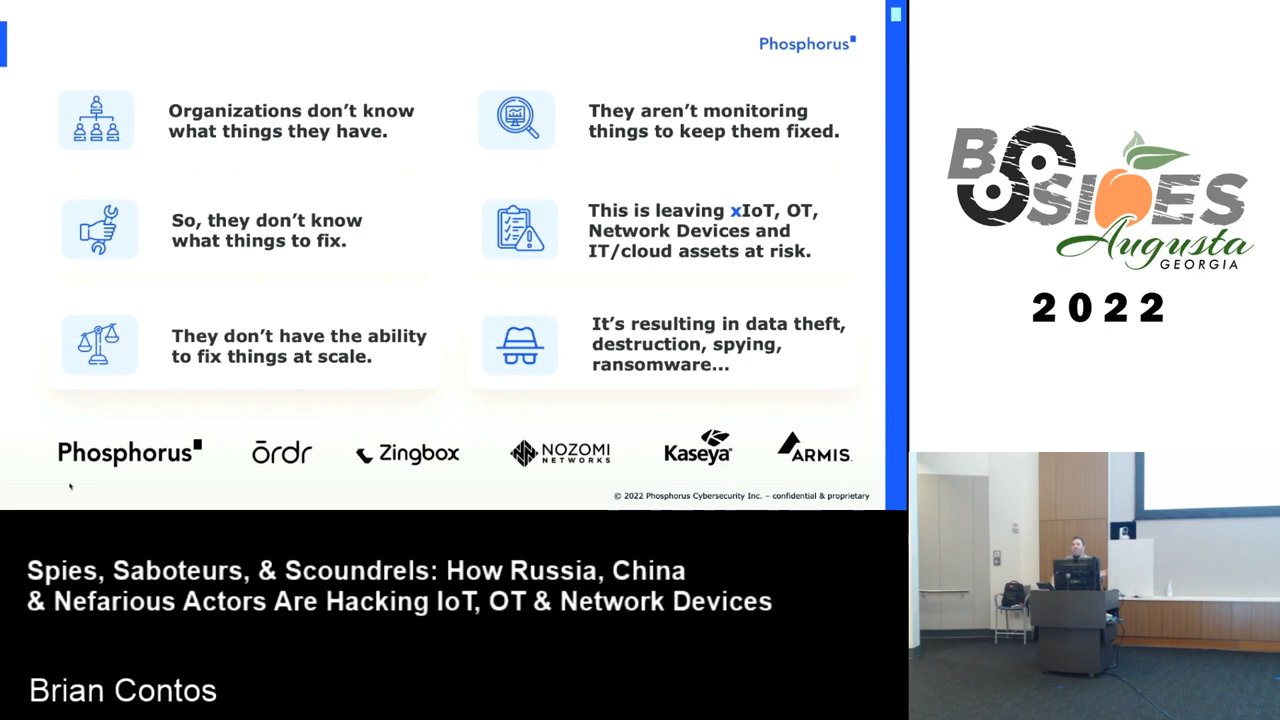 Phosphorus
Organizations don't know
what things they have.
They aren't monitoring
things to keep them fixed.
So, they don't know
what things to fix.
This is leaving xIoT, OT,
Network Devices and
IT/cloud assets at risk.
They don't have the ability
to fix things at scale.
It's resulting in data theft,
destruction, spying,
ransomware...
Phosphorus
ōrdr
Zingbox
NOZOMI
NETWORKS
Kaseya
ARMIS
© 2022 Phosphorus Cybersecurity Inc. – confidential & proprietary
BSIDES
Augusta
GEORGIA
2022
Spies, Saboteurs, & Scoundrels: How Russia, China
& Nefarious Actors Are Hacking IoT, OT & Network Devices
Brian Contos